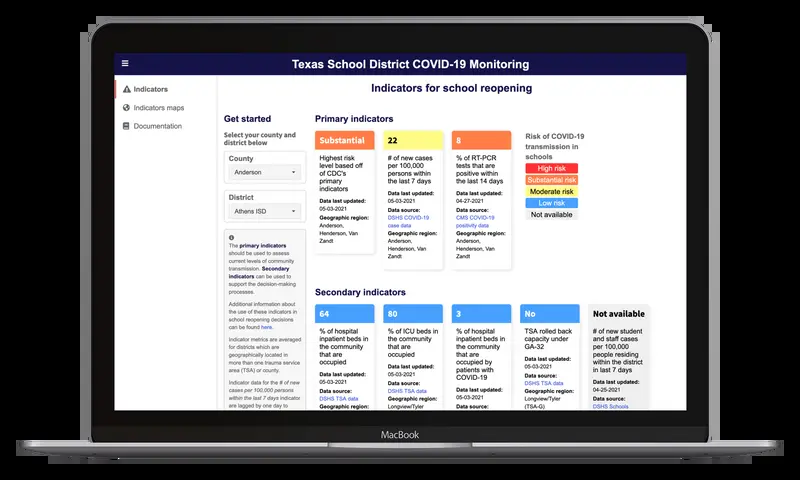 Texas School District COVID-19 Monitoring
Indicators
Indicators maps
Documentation
Indicators for school reopening
Get started
Select your county and
district below
County
Anderson
District
Athens ISD
The primary indicators
should be used to assess
current levels of community
transmission. Secondary
indicators can be used to
support the decision-making
processes.
Additional information about
the use of these indicators in
school reopening decisions
can be found here.
Indicator metrics are averaged
for districts which are
geographically located in
more than one trauma service
area (TSA) or county.
Indicator data for the # of new
cases per 100,000 persons
within the last 7 days indicator
are lagged by one day to
Primary indicators
Substantial
Highest risk
level based off
of CDC's
primary
indicators
Data last updated:
05-03-2021
Geographic region:
Anderson,
Henderson, Van
Zandt
22
# of new cases
per 100,000
persons within
the last 7 days
Data last updated:
05-03-2021
Data source:
DSHS COVID-19
case data
Geographic region:
Anderson,
Henderson, Van
Zandt
8
% of RT-PCR
tests that are
positive within
the last 14 days
Data last updated:
04-27-2021
Data source:
CMS COVID-19
positivity data
Geographic region:
Anderson,
Henderson, Van
Zandt
Risk of COVID-19
transmission in
schools
High risk
Substantial risk
Moderate risk
Low risk
Not available
Secondary indicators
64
% of hospital
inpatient beds in
the community
that are
occupied
Data last updated:
05-03-2021
Data source:
DSHS TSA data
Geographic region:
80
% of ICU beds in
the community
that are
occupied
Data last updated:
05-03-2021
Data source:
DSHS TSA data
Geographic region:
Longview/Tyler
3
% of hospital
inpatient beds in
the community
that are
occupied by
patients with
COVID-19
Data last updated:
05-03-2021
Data source:
No
TSA rolled back
capacity under
GA-32
Data last updated:
05-03-2021
Data source:
DSHS TSA data
Geographic region:
Longview/Tyler
(TSA-G)
Not available
# of new student
and staff cases
per 100,000
people residing
within the district
in last 7 days
Data last updated:
04-25-2021
Data source:
DSHS Schools
MacBook